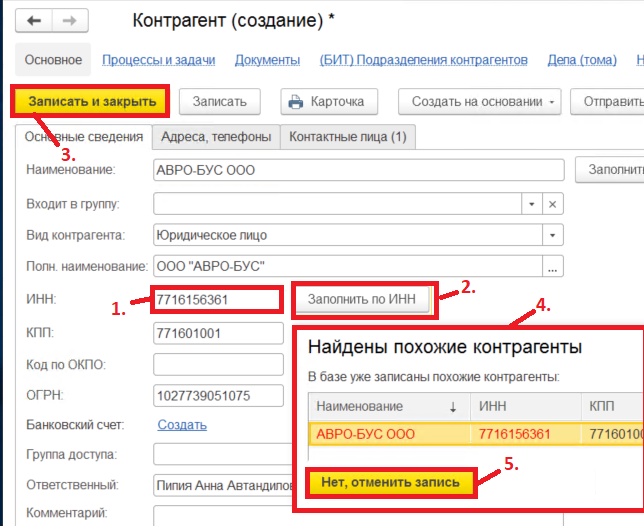 Контрагент (создание) *
Основное Процессы и задачи Документы (БИТ) Подразделения контрагентов Дела (тома)
Записать и закрыть Записать Карточка Создать на основании Отправить
3.
Основные сведения Адреса, телефоны Контактные лица (1)
Наименование: АВРО-БУС ООО Заполнить
Входит в группу:
Вид контрагента: Юридическое лицо
Полн. наименование: ООО "АВРО-БУС" ...
ИНН: 1. 7716156361 Заполнить по ИНН 2.
КПП: 771601001
4.
Найдены похожие контрагенты
Код по ОКПО:
В базе уже записаны похожие контрагенты:
ОГРН: 1027739051075
Наименование ↓ ИНН КПП
Банковский счет: Создать
АВРО-БУС ООО 7716156361 7716010
Группа доступа:
5.
Ответственный: Пипия Анна Автандилов
Нет, отменить запись
Комментарий: